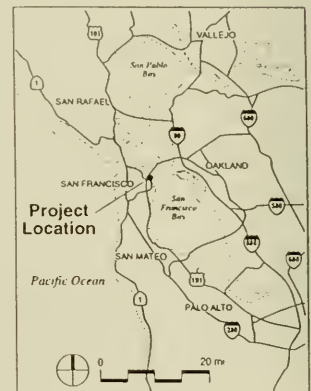 101
VALLEJO
San Pablo
Bay
1
SAN RAFAEL
80
680
OAKLAND
SAN FRANCISCO
San
Francisco
Bay
580
Project
Location
SAN MATEO
101
Pacific Ocean
PALO ALTO
1
280
0
20 mi